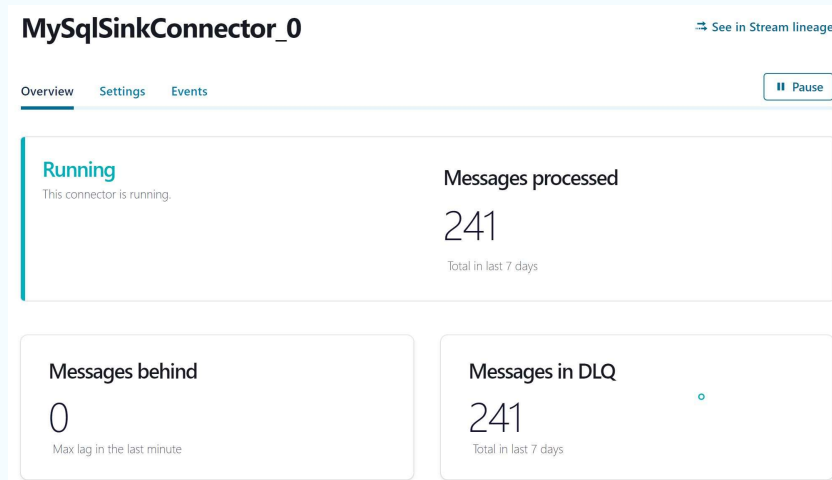 MySqlSinkConnector_0
See in Stream lineage
Overview Settings Events
Pause
Running
This connector is running.
Messages processed
241
Total in last 7 days
Messages behind
0
Max lag in the last minute
Messages in DLQ
241
Total in last 7 days